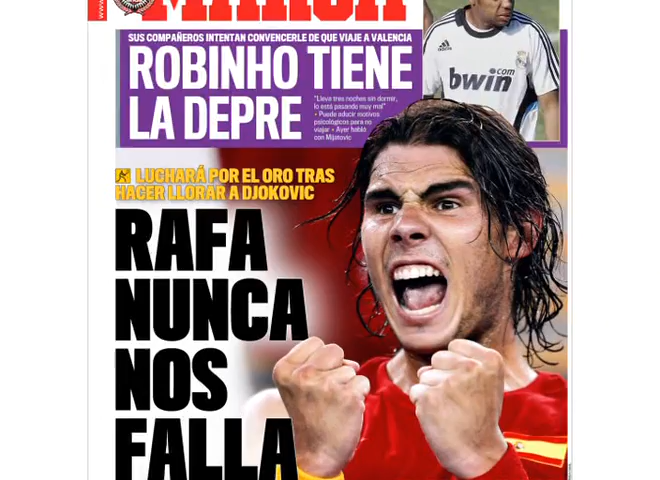 MARCA
SUS COMPAÑEROS INTENTAN CONVENCERLE DE QUE VIAJE A VALENCIA
ROBINHO TIENE
LA DEPRE
"Lleva tres noches sin dormir,
lo está pasando muy mal"
• Puede aducir motivos
psicológicos para no
viajar • Ayer habló
con Mijatovic
bwin.com
LUCHARÁ POR EL ORO TRAS
HACER LLORAR A DJOKOVIC
RAFA
NUNCA
NOS
FALLA